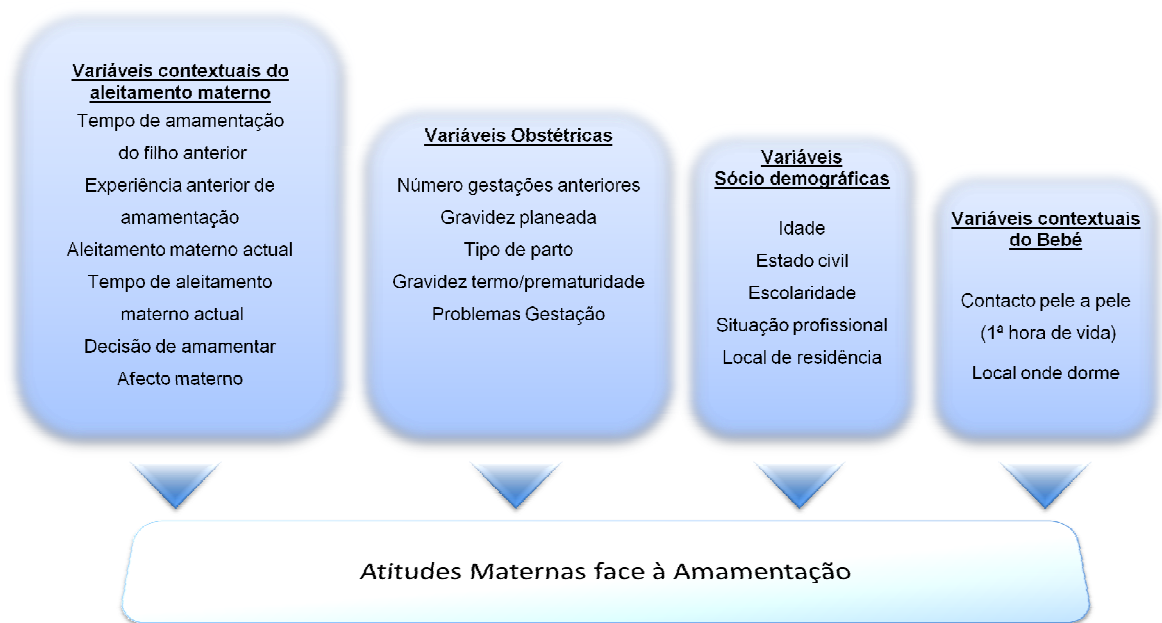 Variáveis contextuais do
aleitamento materno
Tempo de amamentação
do filho anterior
Experiência anterior de
amamentação
Aleitamento materno actual
Tempo de aleitamento
materno actual
Decisão de amamentar
Afecto materno
Variáveis Obstétricas
Número gestações anteriores
Gravidez planeada
Tipo de parto
Gravidez termo/prematuridade
Problemas Gestação
Variáveis
Sócio demográficas
Idade
Estado civil
Escolaridade
Situação profissional
Local de residência
Variáveis contextuais
do Bebé
Contacto pele a pele
(1ª hora de vida)
Local onde dorme
Atitudes Maternas face à Amamentação